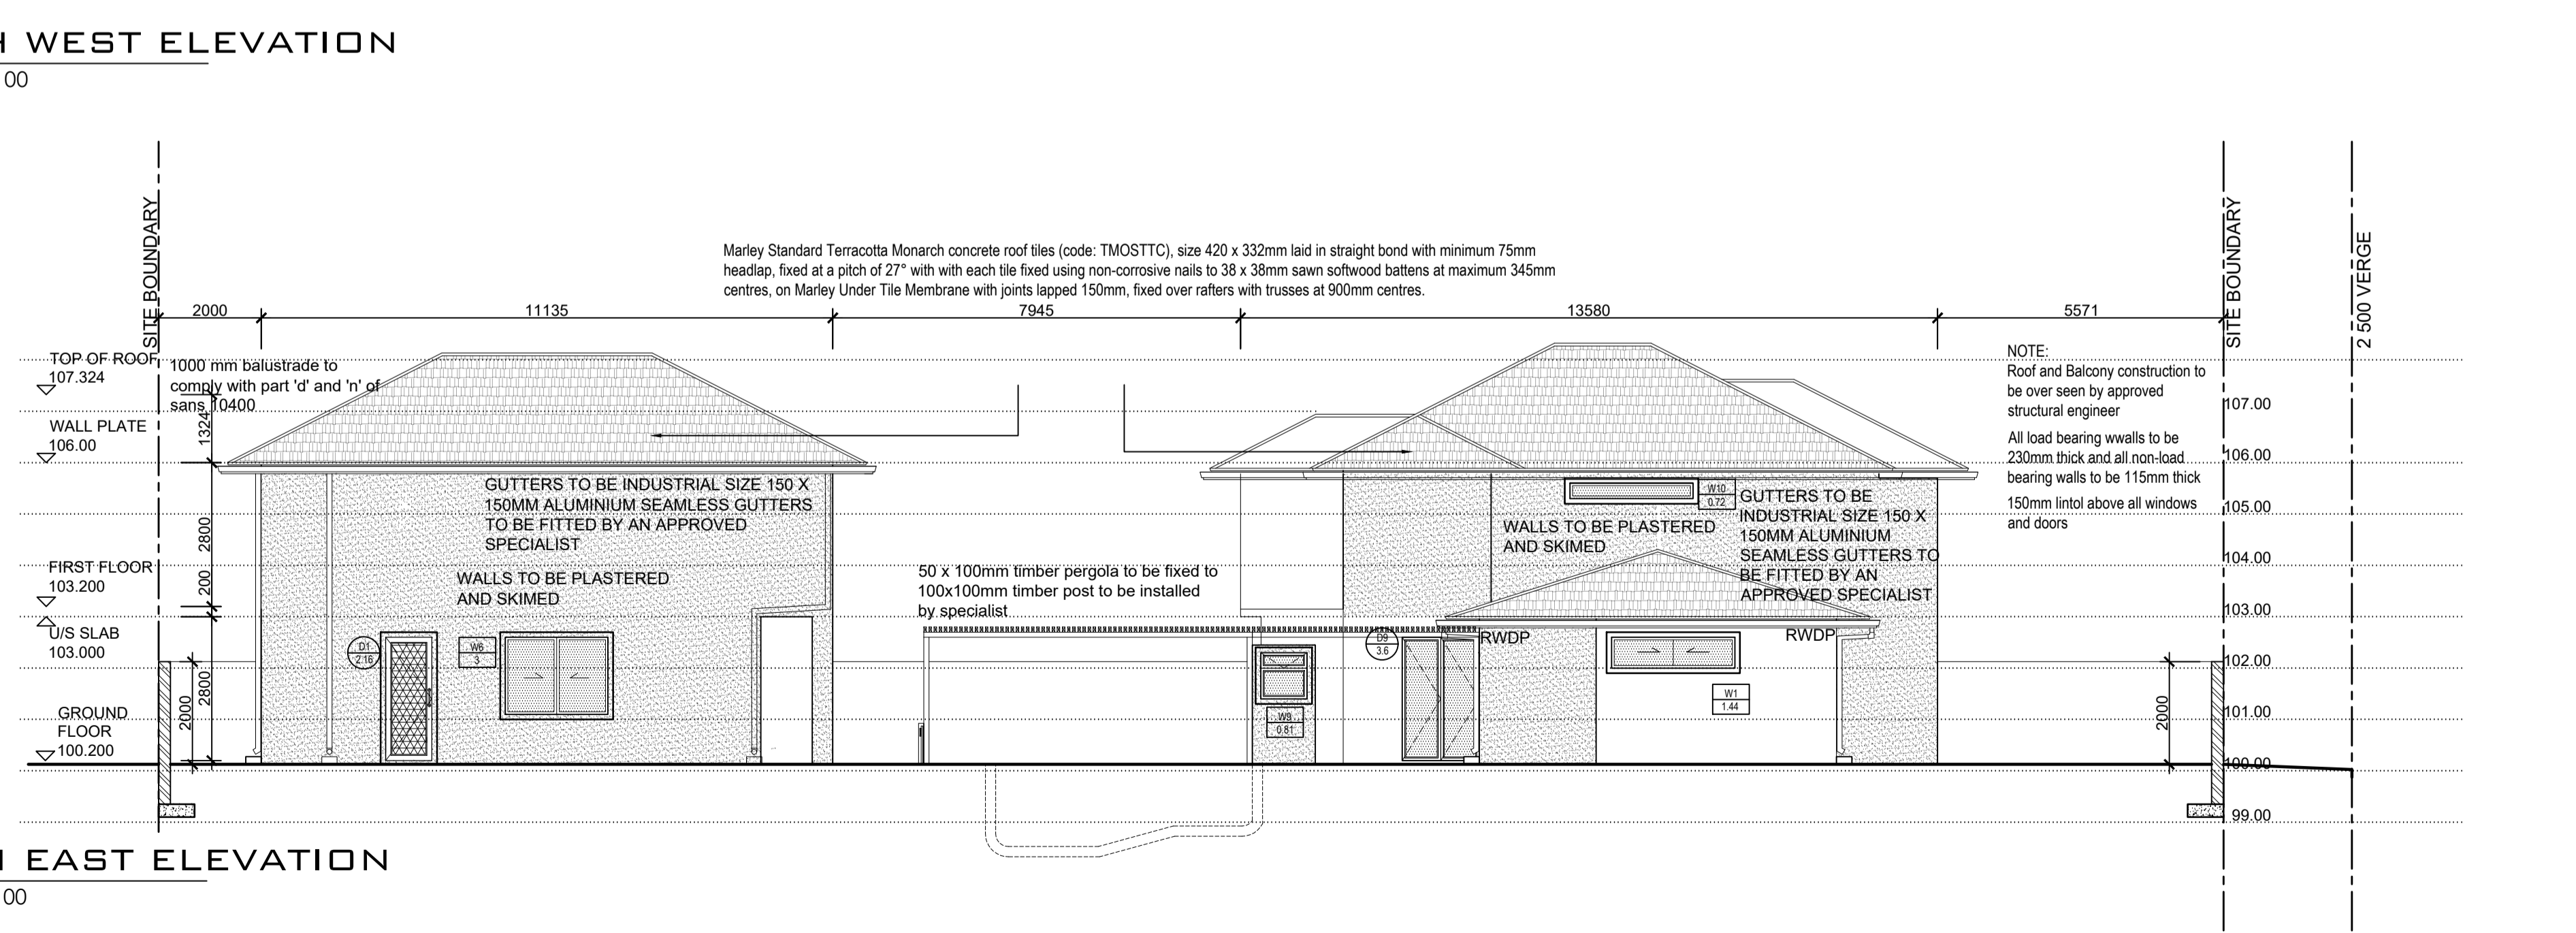 WEST ELEVATION
00
SITE BOUNDARY
SITE BOUNDARY
2 500 VERGE
Marley Standard Terracotta Monarch concrete roof tiles (code: TMOSTTC), size 420 x 332mm laid in straight bond with minimum 75mm
headlap, fixed at a pitch of 27° with with each tile fixed using non-corrosive nails to 38 x 38mm sawn softwood battens at maximum 345mm
centres, on Marley Under Tile Membrane with joints lapped 150mm, fixed over rafters with trusses at 900mm centres.
2000
11135
7945
13580
5571
TOP OF ROOF
107.324
1000 mm balustrade to
comply with part 'd' and 'n' of
sans 10400
WALL PLATE
106.00
FIRST FLOOR
103.200
U/S SLAB
103.000
GROUND
FLOOR
100.200
1324
2800
200
2800
2000
GUTTERS TO BE INDUSTRIAL SIZE 150 X
150MM ALUMINIUM SEAMLESS GUTTERS
TO BE FITTED BY AN APPROVED
SPECIALIST
WALLS TO BE PLASTERED
AND SKIMED
D1
2.16
W6
3
50 x 100mm timber pergola to be fixed to
100x100mm timber post to be installed
by specialist
W9
0.81
D9
3.6
RWDP
RWDP
W10
0.72
WALLS TO BE PLASTERED
AND SKIMED
GUTTERS TO BE
INDUSTRIAL SIZE 150 X
150MM ALUMINIUM
SEAMLESS GUTTERS TO
BE FITTED BY AN
APPROVED SPECIALIST
W1
1.44
NOTE:
Roof and Balcony construction to
be over seen by approved
structural engineer
All load bearing wwalls to be
230mm thick and all non-load
bearing walls to be 115mm thick
150mm lintol above all windows
and doors
2000
107.00
106.00
105.00
104.00
103.00
102.00
101.00
100.00
99.00
EAST ELEVATION
00